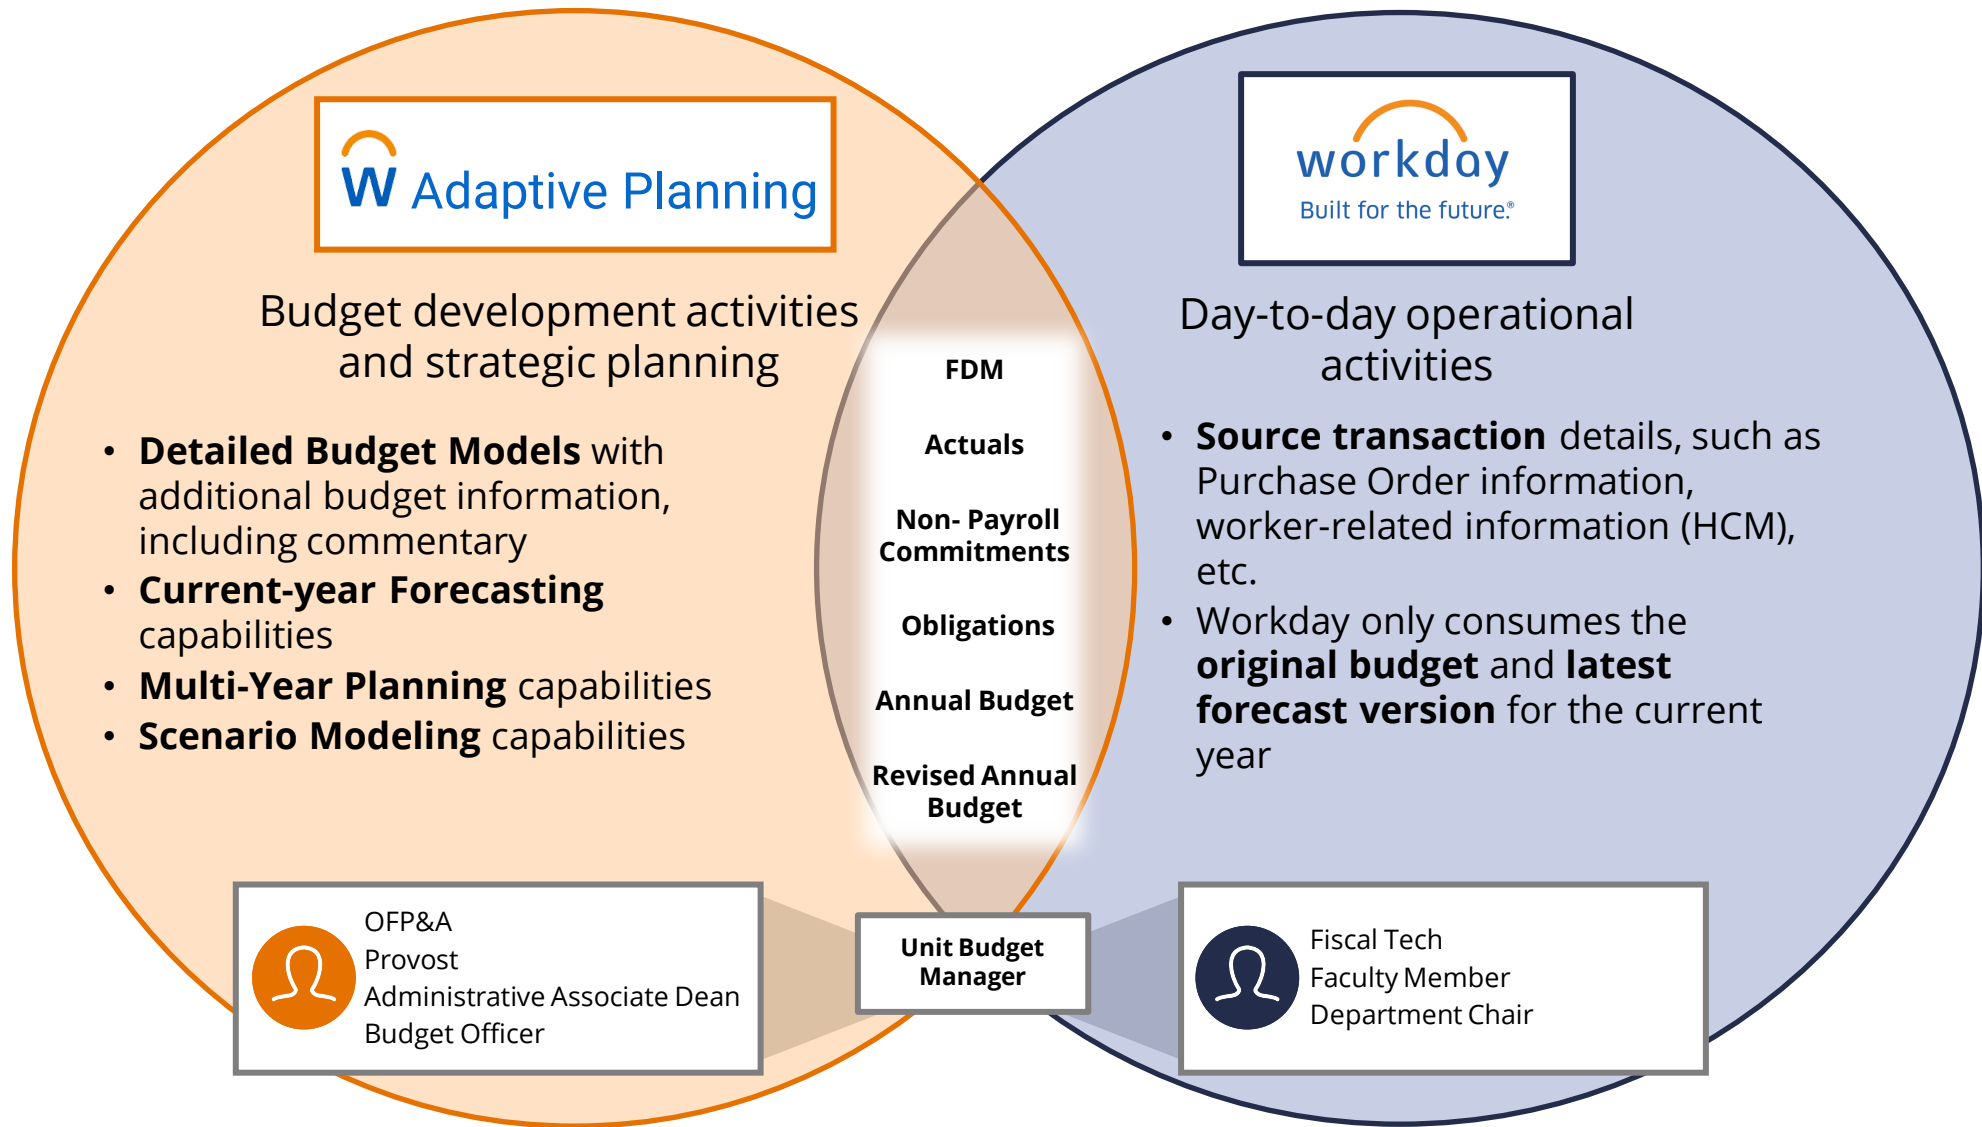 W Adaptive Planning
Budget development activities
and strategic planning
• Detailed Budget Models with
additional budget information,
including commentary
• Current-year Forecasting
capabilities
• Multi-Year Planning capabilities
• Scenario Modeling capabilities
OFP&A
Provost
Administrative Associate Dean
Budget Officer
FDM
Actuals
Non- Payroll
Commitments
Obligations
Annual Budget
Revised Annual
Budget
Unit Budget
Manager
workday
Built for the future.®
Day-to-day operational
activities
• Source transaction details, such as
Purchase Order information,
worker-related information (HCM),
etc.
• Workday only consumes the
original budget and latest
forecast version for the current
year
Fiscal Tech
Faculty Member
Department Chair